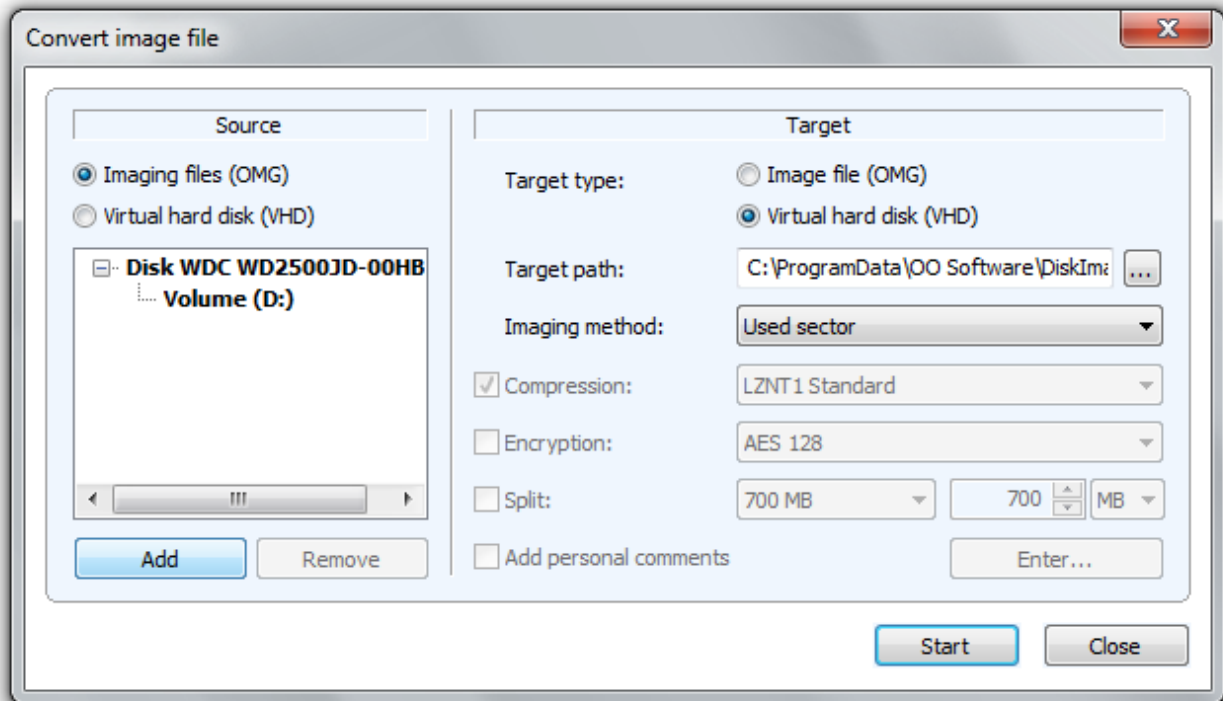 Convert image file
Source
Imaging files (OMG)
Virtual hard disk (VHD)
Disk WDC WD2500JD-00HB
Volume (D:)
Add
Remove
Target
Target type:
Image file (OMG)
Virtual hard disk (VHD)
Target path:
C:\ProgramData\OO Software\DiskIma
...
Imaging method:
Used sector
Compression:
LZNT1 Standard
Encryption:
AES 128
Split:
700 MB
700
MB
Add personal comments
Enter...
Start
Close